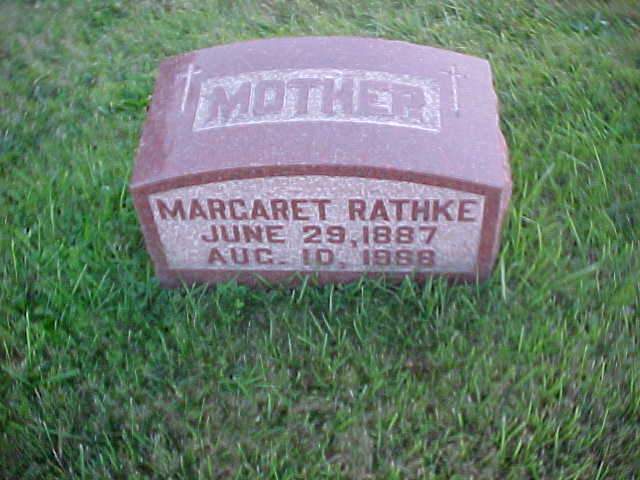 MOTHER
MARGARET RATHKE
JUNE 29, 1887
AUG. 10, 1968